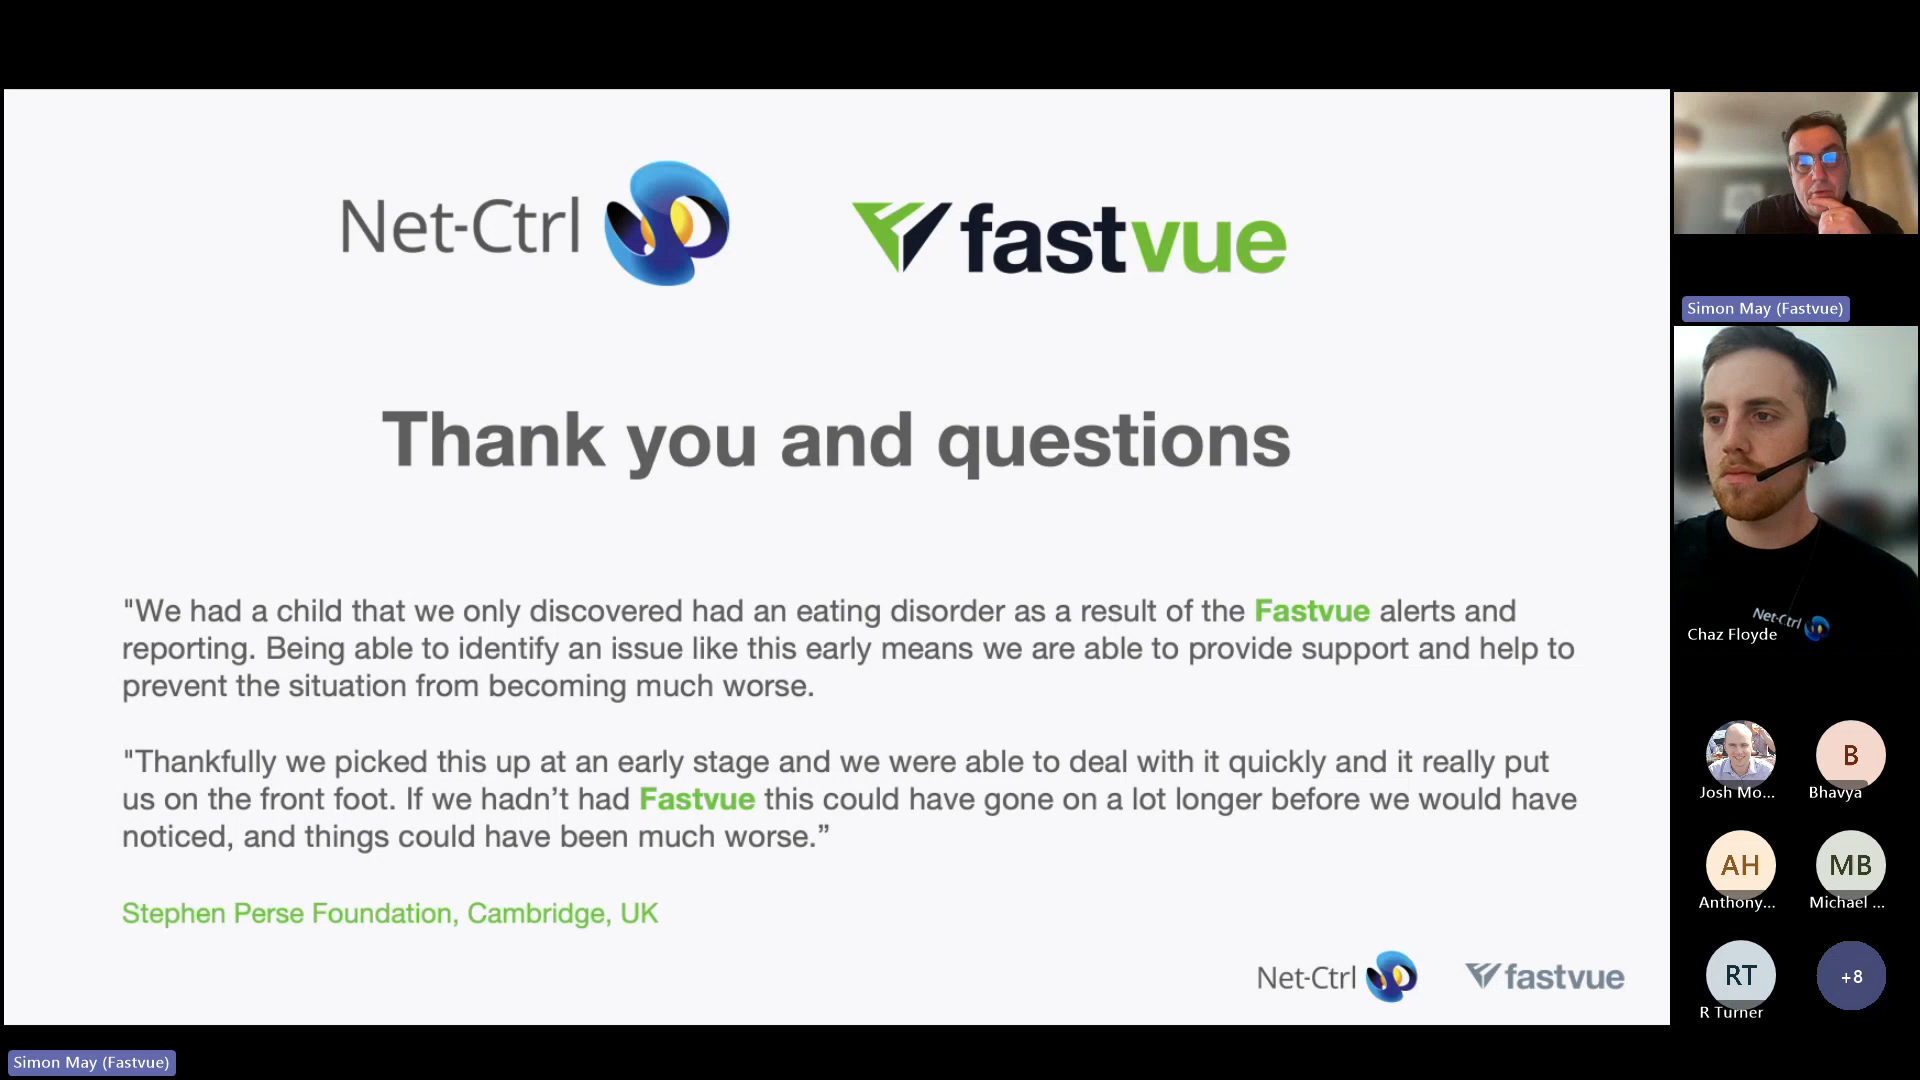 Net-Ctrl
fastvue
Thank you and questions
"We had a child that we only discovered had an eating disorder as a result of the Fastvue alerts and
reporting. Being able to identify an issue like this early means we are able to provide support and help to
prevent the situation from becoming much worse.
"Thankfully we picked this up at an early stage and we were able to deal with it quickly and it really put
us on the front foot. If we hadn’t had Fastvue this could have gone on a lot longer before we would have
noticed, and things could have been much worse.”
Stephen Perse Foundation, Cambridge, UK
Net-Ctrl
fastvue
Simon May (Fastvue)
Simon May (Fastvue)
Net-Ctrl
Chaz Floyde
Josh Mo...
B
Bhavya
AH
Anthony...
MB
Michael ...
RT
R Turner
+8